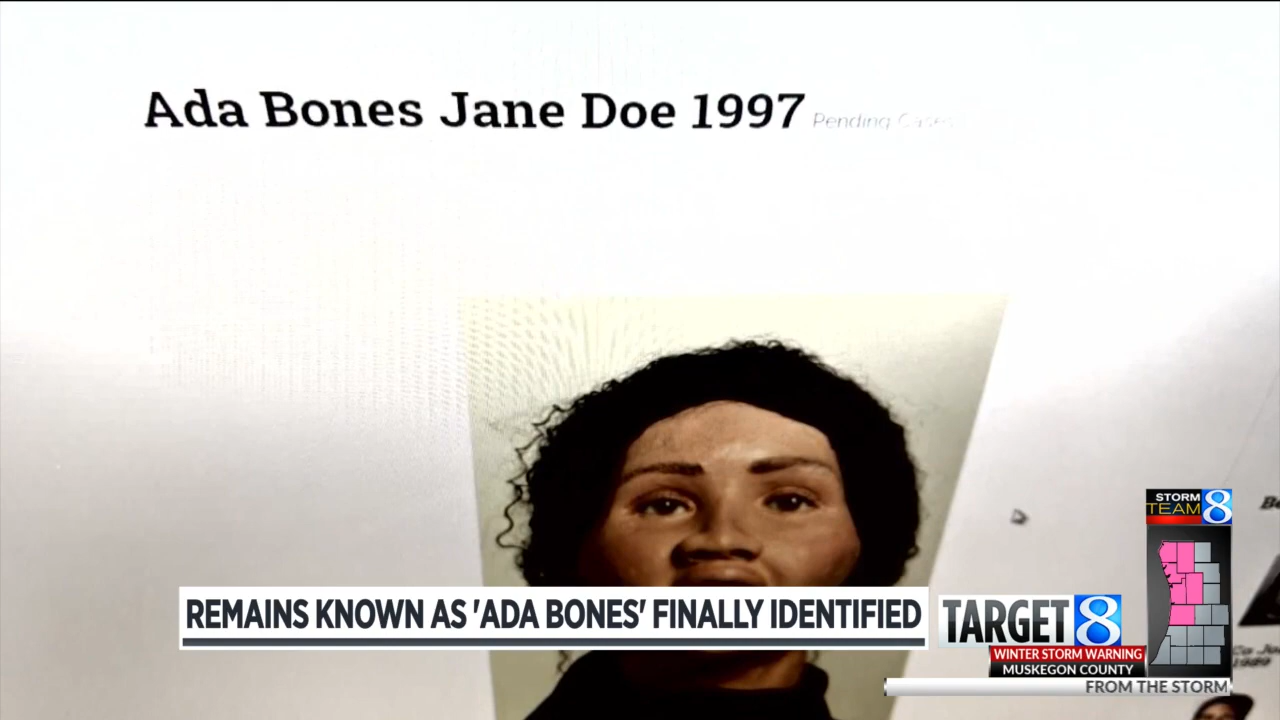 Ada Bones Jane Doe 1997 Pending Cases
STORM
TEAM 8
REMAINS KNOWN AS 'ADA BONES' FINALLY IDENTIFIED
TARGET 8
WINTER STORM WARNING
MUSKEGON COUNTY
FROM THE STORM
1989